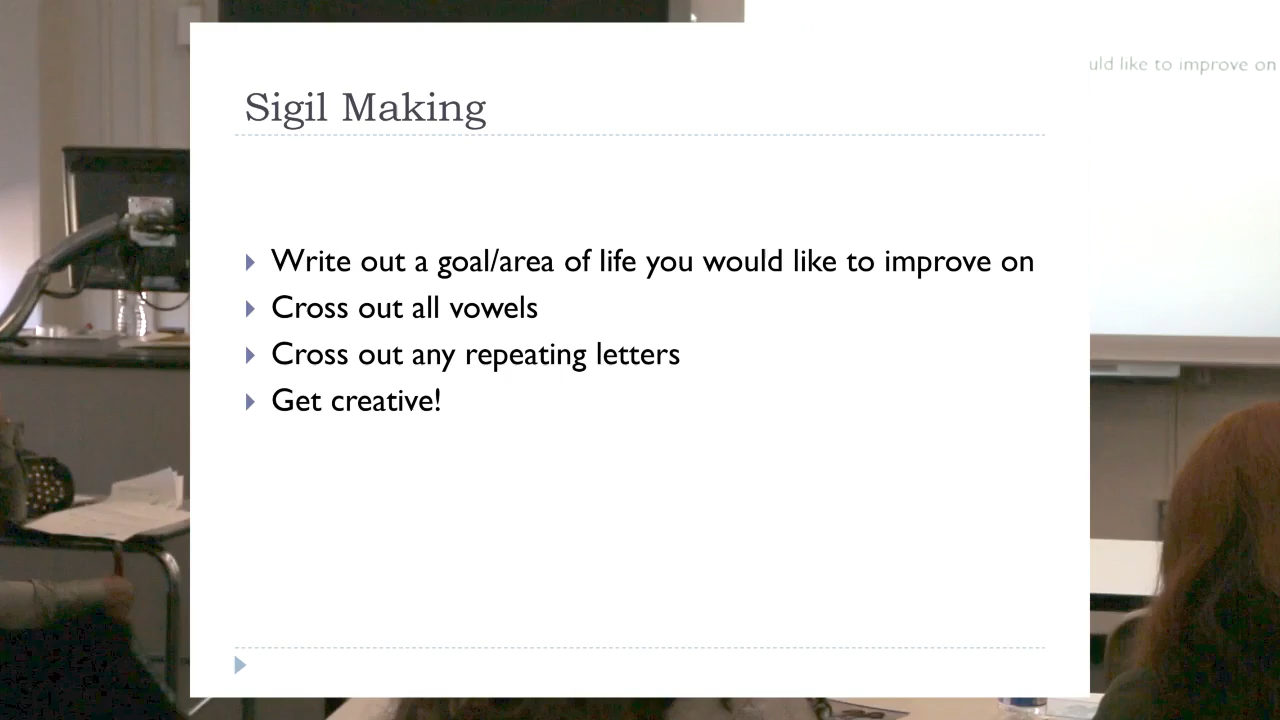 Sigil Making
Write out a goal/area of life you would like to improve on
Cross out all vowels
Cross out any repeating letters
Get creative!
uld like to improve on